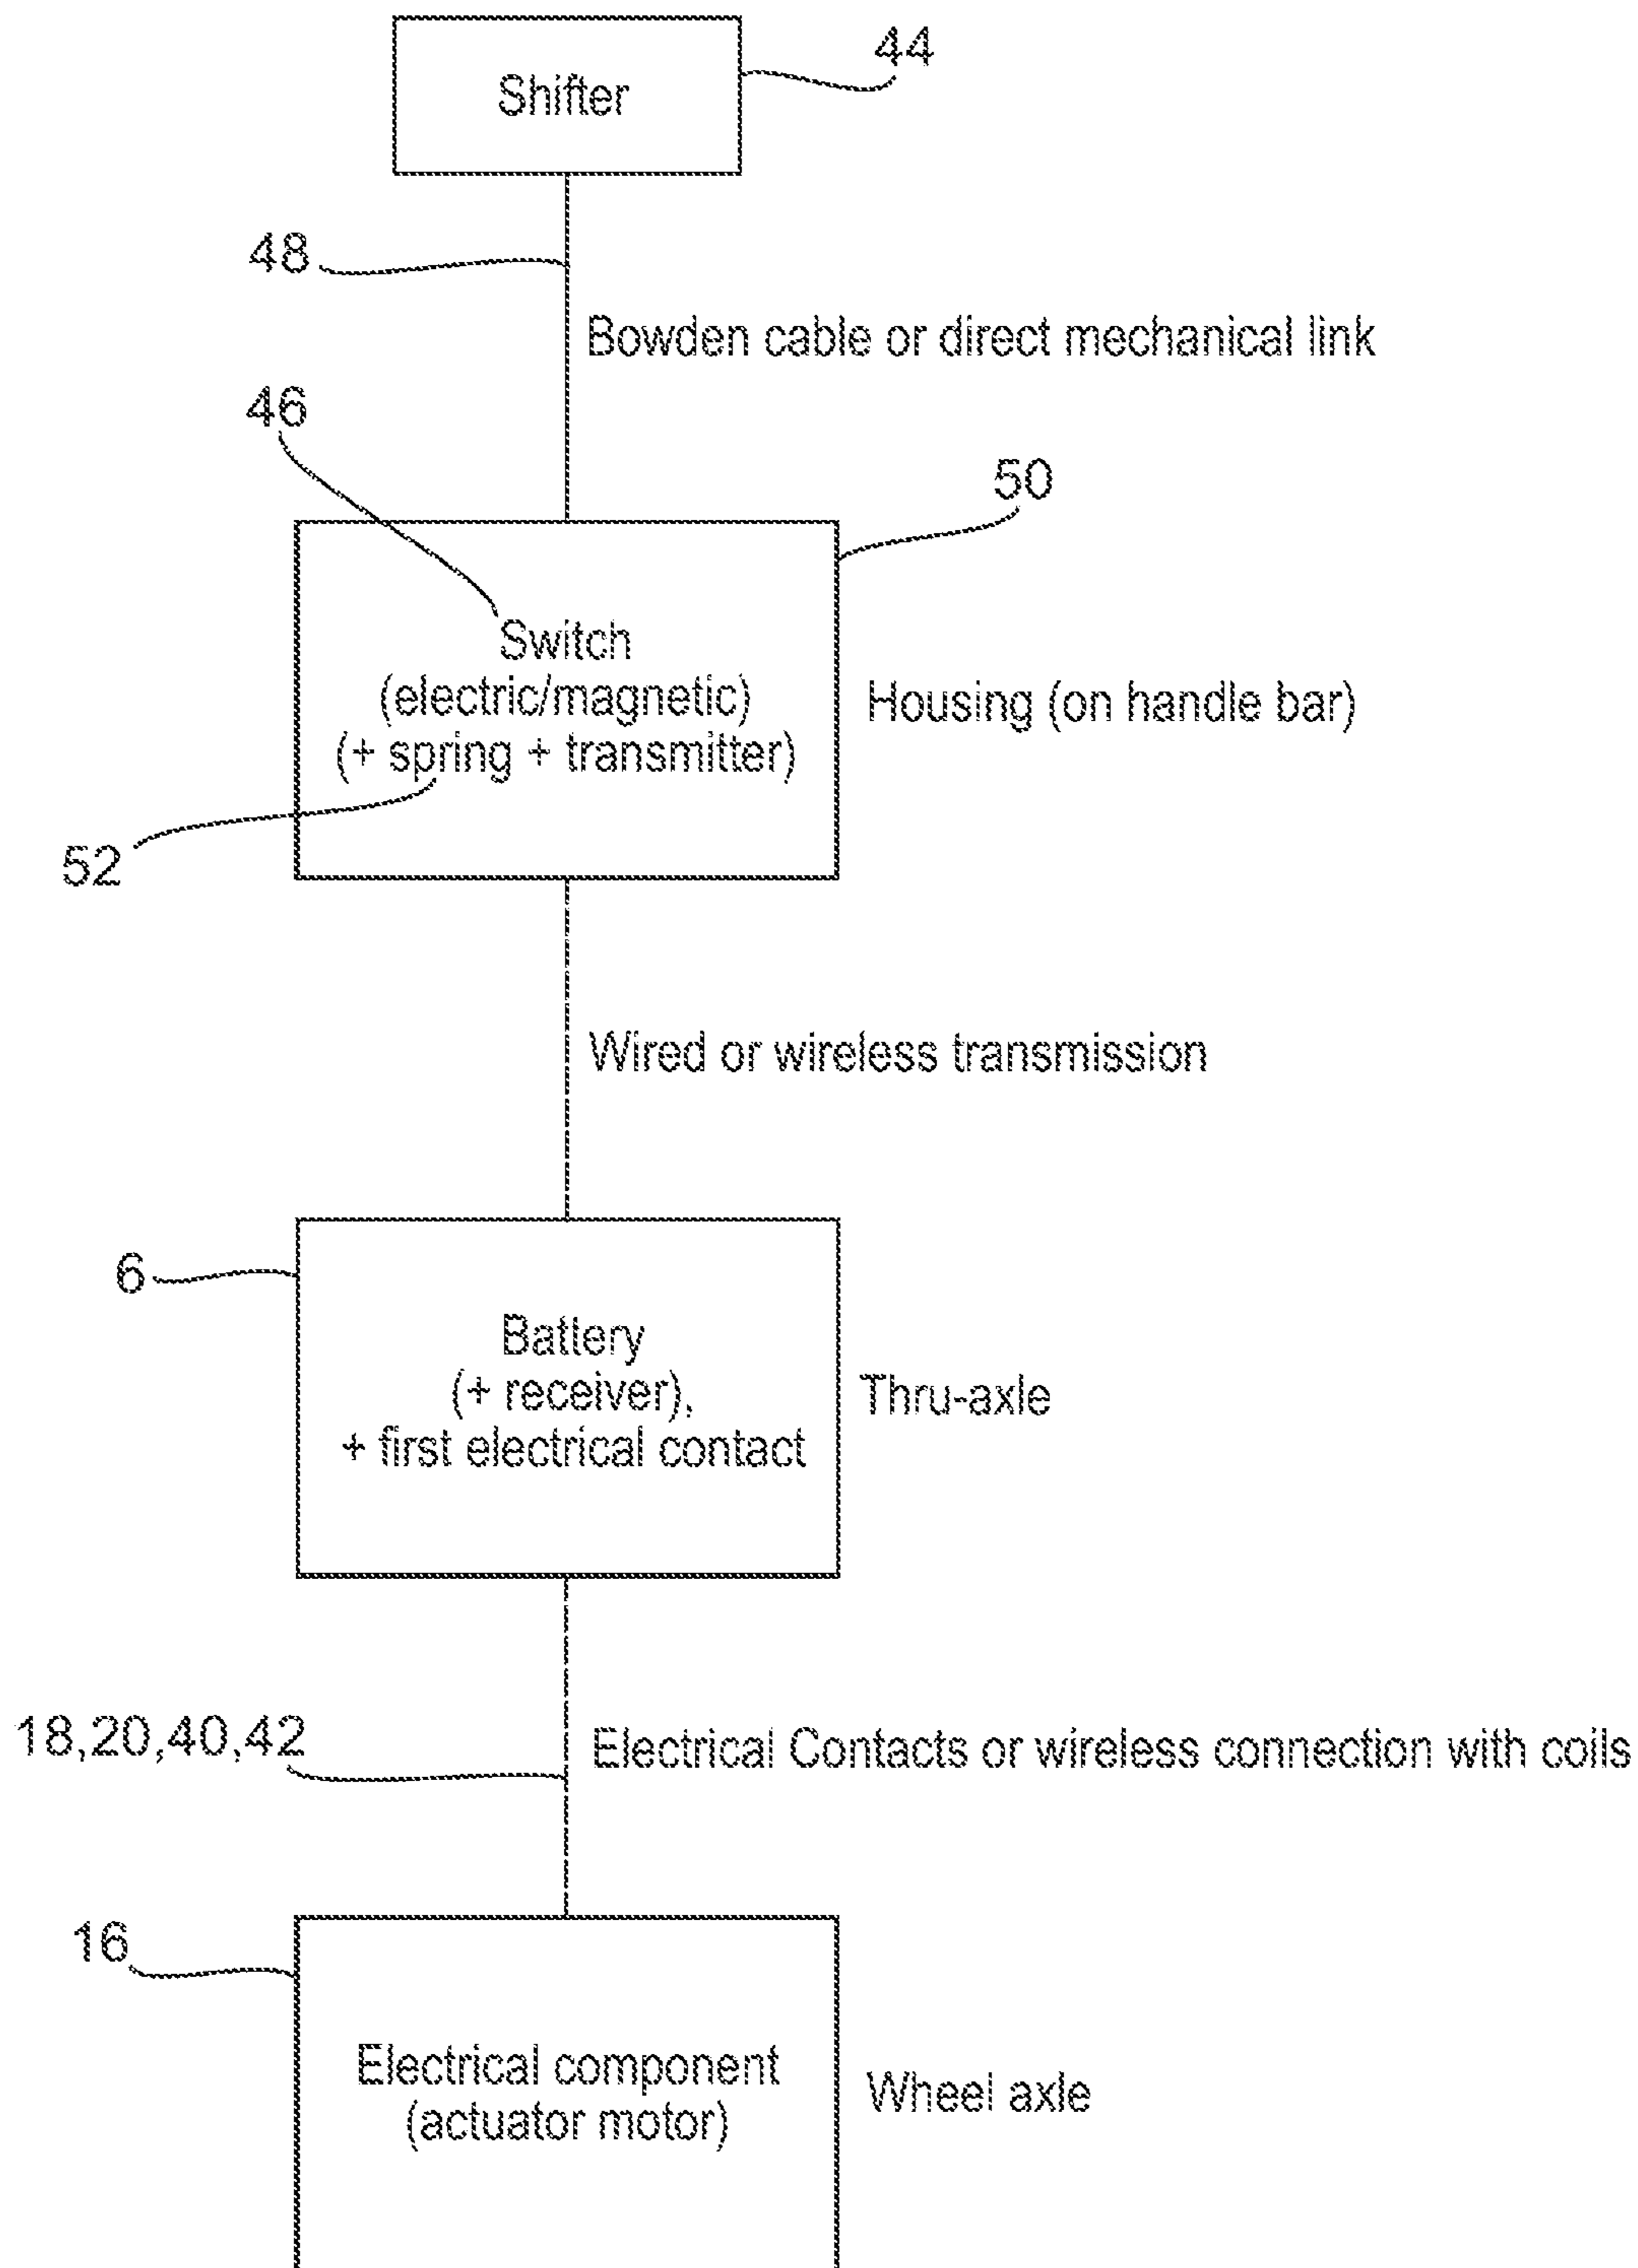 44
Shifter
48
Bowden cable or direct mechanical link
46
50
Switch
(electric/magnetic)
(+ spring + transmitter)
Housing (on handle bar)
52
Wired or wireless transmission
6
Battery
(+ receiver),
+ first electrical contact
Thru-axle
18,20,40,42
Electrical Contacts or wireless connection with coils
16
Electrical component
(actuator motor)
Wheel axle